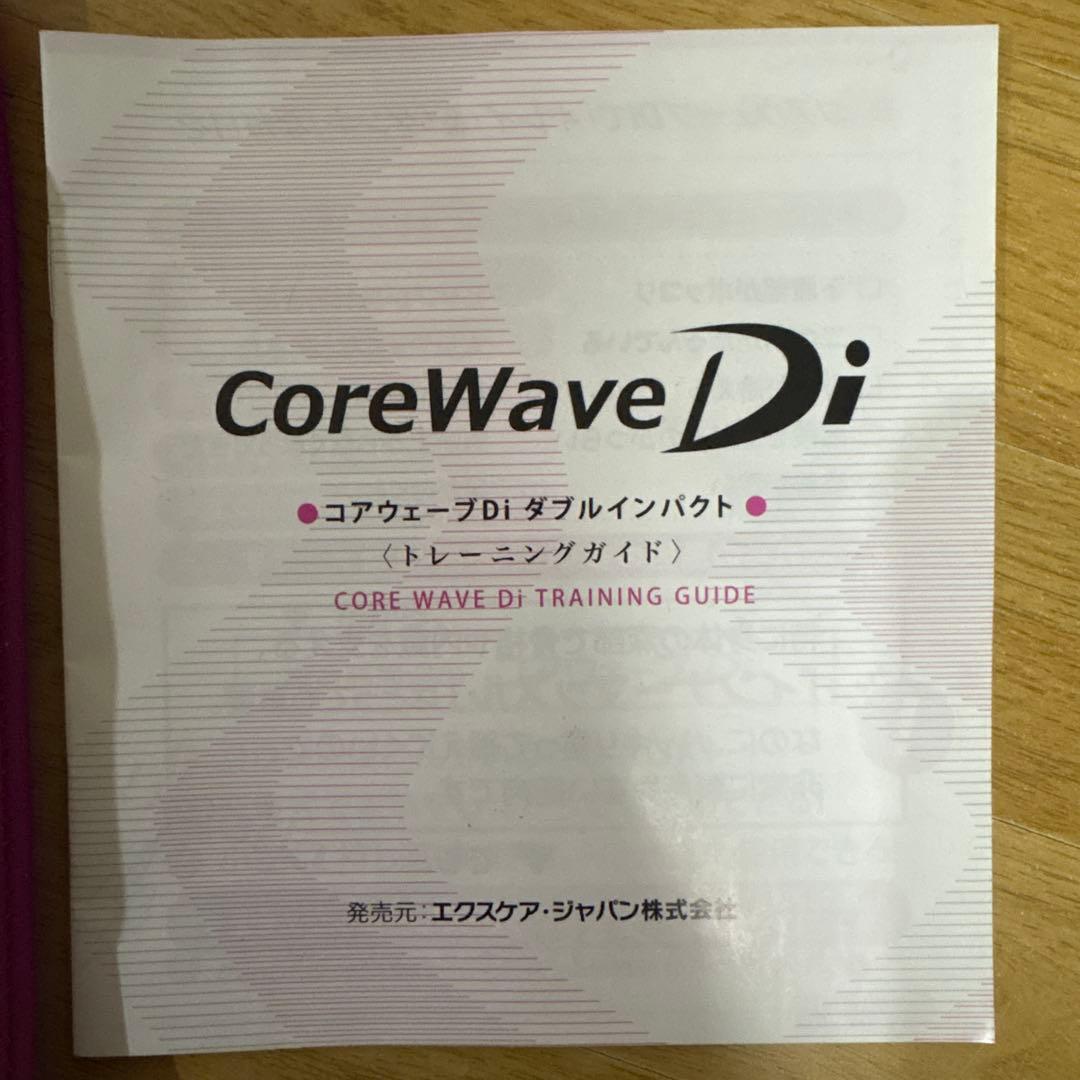 CoreWave Di
●コアウェーブDi ダブルインパクト●
〈トレーニングガイド〉
CORE WAVE Di TRAINING GUIDE
発売元：エクスケア・ジャパン株式会社